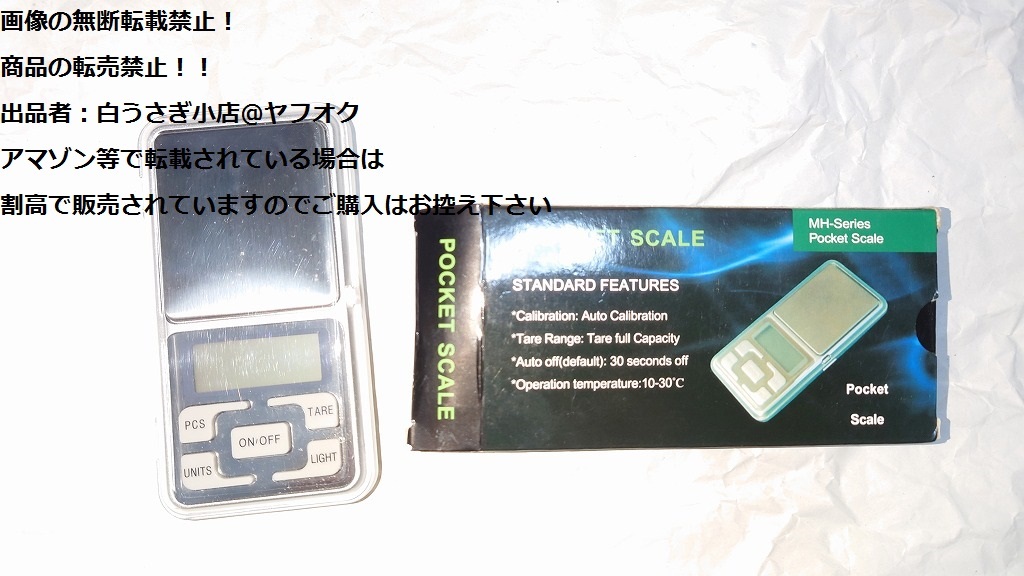 画像の無断転載禁止！
商品の転売禁止！！
出品者：白うさぎ小店@ヤフオク
アマゾン等で転載されている場合は
割高で販売されていますのでご購入はお控え下さい
PCS
TARE
ON/OFF
UNITS
LIGHT
POCKET SCALE
SCALE
MH-Series
Pocket Scale
STANDARD FEATURES
*Calibration: Auto Calibration
*Tare Range: Tare full Capacity
*Auto off(default): 30 seconds off
*Operation temperature:10-30℃
Pocket
Scale